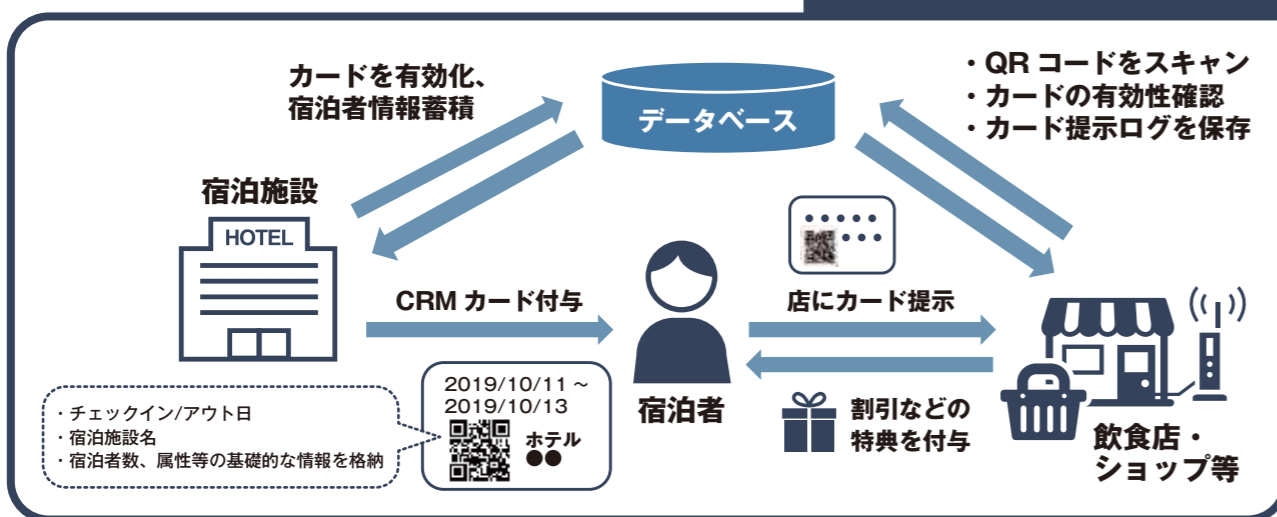 カードを有効化、
宿泊者情報蓄積
データベース
・QR コードをスキャン
・カードの有効性確認
・カード提示ログを保存
宿泊施設
HOTEL
CRM カード付与
店にカード提示
・チェックイン/アウト日
・宿泊施設名
・宿泊者数、属性等の基礎的な情報を格納
2019/10/11 ~
2019/10/13
ホテル
●●
宿泊者
割引などの
特典を付与
飲食店・
ショップ等